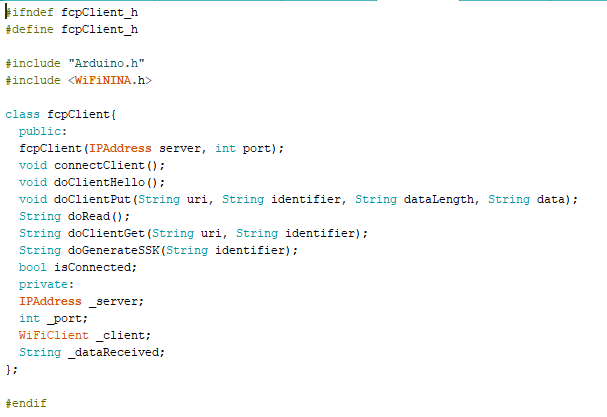 #ifndef fcpClient_h
#define fcpClient_h

#include "Arduino.h"
#include <WiFiNINA.h>

class fcpClient{
  public:
  fcpClient(IPAddress server, int port);
  void connectClient();
  void doClientHello();
  void doClientPut(String uri, String identifier, String dataLength, String data);
  String doRead();
  String doClientGet(String uri, String identifier);
  String doGenerateSSK(String identifier);
  bool isConnected;
  private:
  IPAddress _server;
  int _port;
  WiFiClient _client;
  String _dataReceived;
};

#endif